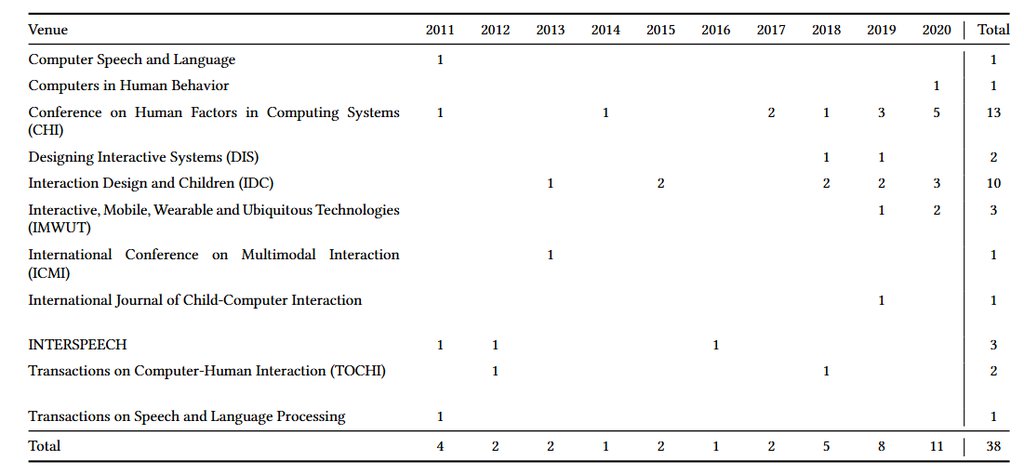 Venue 2011 2012 2013 2014 2015 2016 2017 2018 2019 2020 Total
Computer Speech and Language 1 1
Computers in Human Behavior 1 1
Conference on Human Factors in Computing Systems 1 1 2 1 3 5 13
(CHI)
Designing Interactive Systems (DIS) 1 1 2
Interaction Design and Children (IDC) 1 2 2 2 3 10
Interactive, Mobile, Wearable and Ubiquitous Technologies 1 2 3
(IMWUT)
International Conference on Multimodal Interaction 1 1
(ICMI)
International Journal of Child-Computer Interaction 1 1
INTERSPEECH 1 1 1 3
Transactions on Computer-Human Interaction (TOCHI) 1 1 2
Transactions on Speech and Language Processing 1 1
Total 4 2 2 1 2 1 2 5 8 11 38